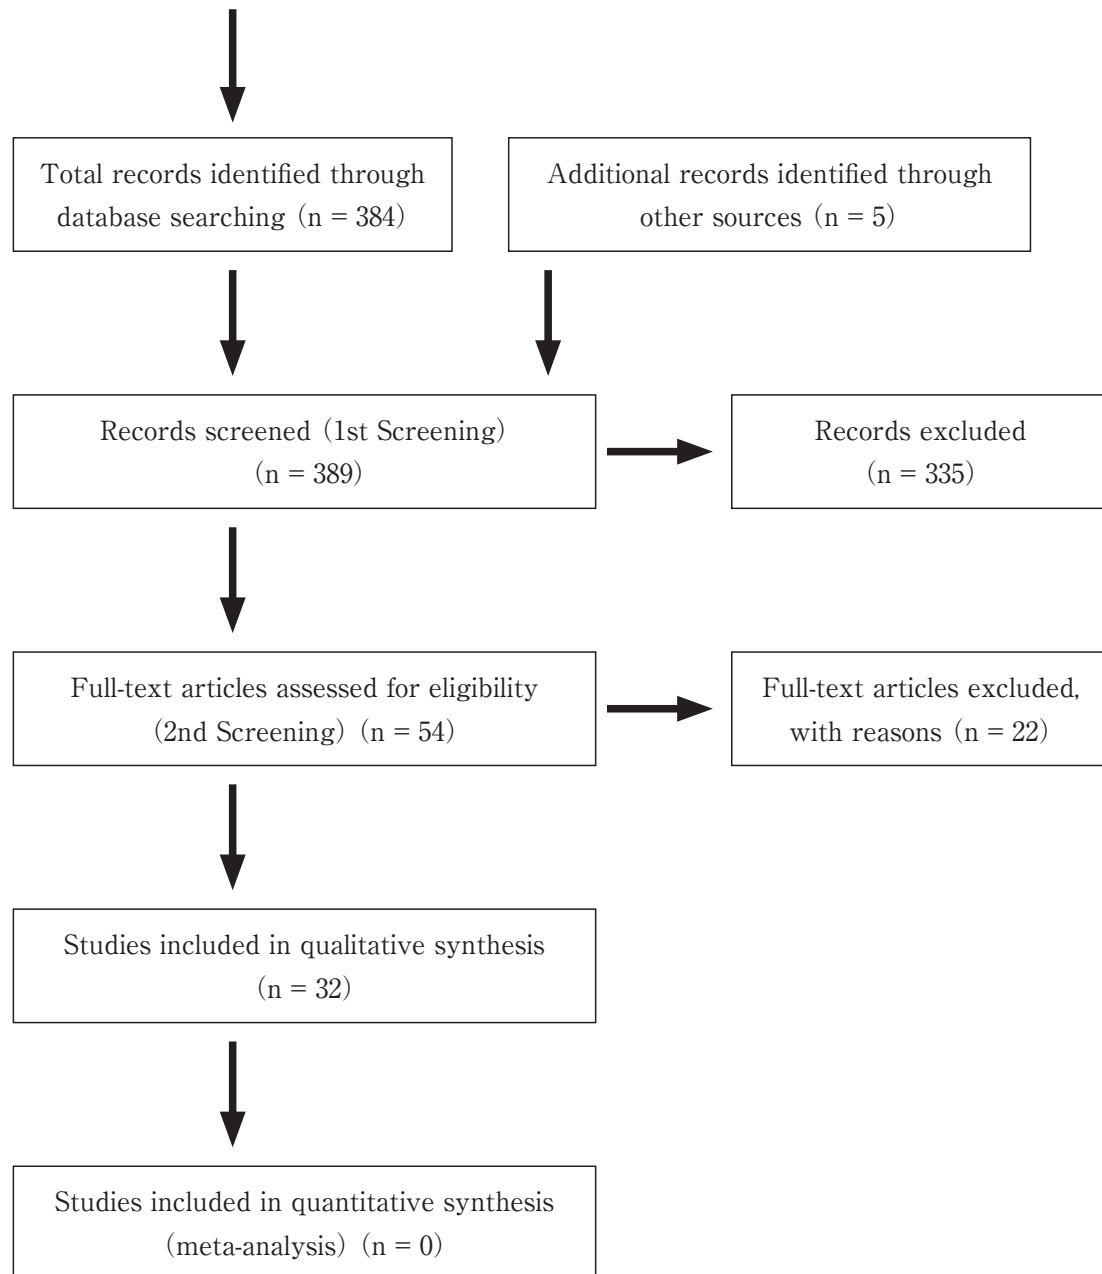 Total records identified through
database searching (n = 384)
Additional records identified through
other sources (n = 5)
Records screened (1st Screening)
(n = 389)
Records excluded
(n = 335)
Full-text articles assessed for eligibility
(2nd Screening) (n = 54)
Full-text articles excluded,
with reasons (n = 22)
Studies included in qualitative synthesis
(n = 32)
Studies included in quantitative synthesis
(meta-analysis) (n = 0)